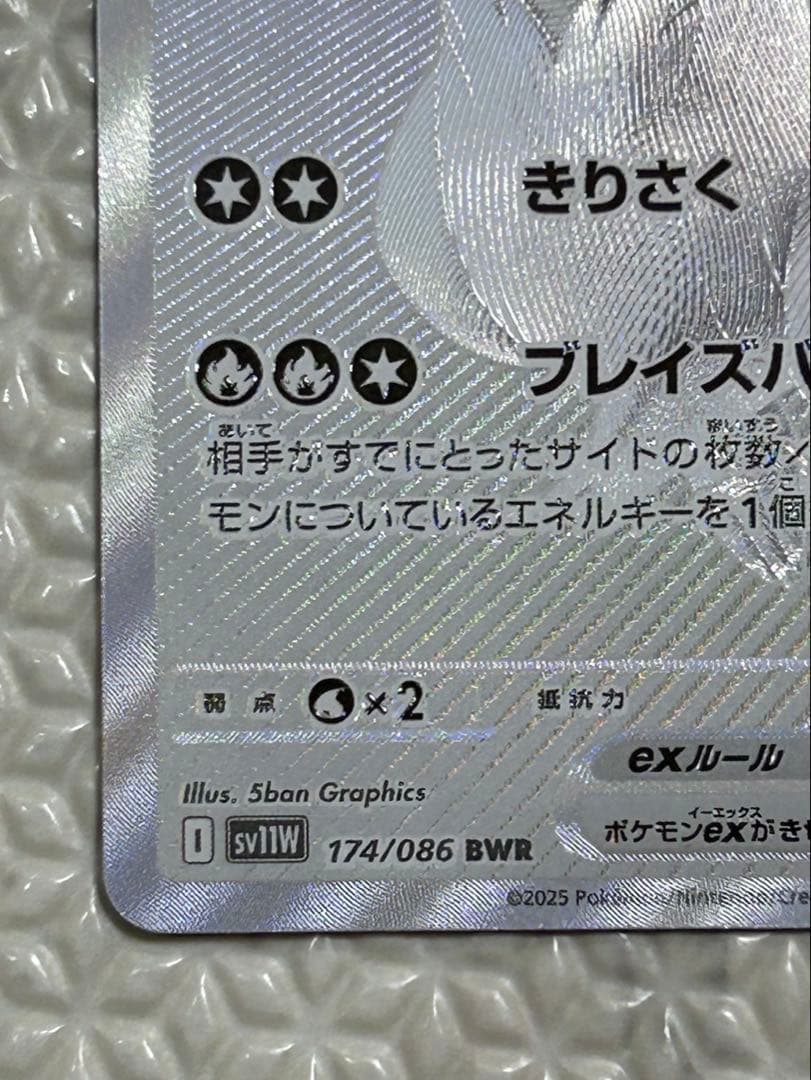 きりさく
ブレイズバ
あいて まいすう
相手がすでにとったサイドの枚数
こ
モンについているエネルギーを1個
弱点 ×2 抵抗力
exルール
Illus. 5ban Graphics
イーエックス
ポケモンexがきぜ
I sv11W 174/086 BWR
©2025 Pokémon/Nintendo/Cre